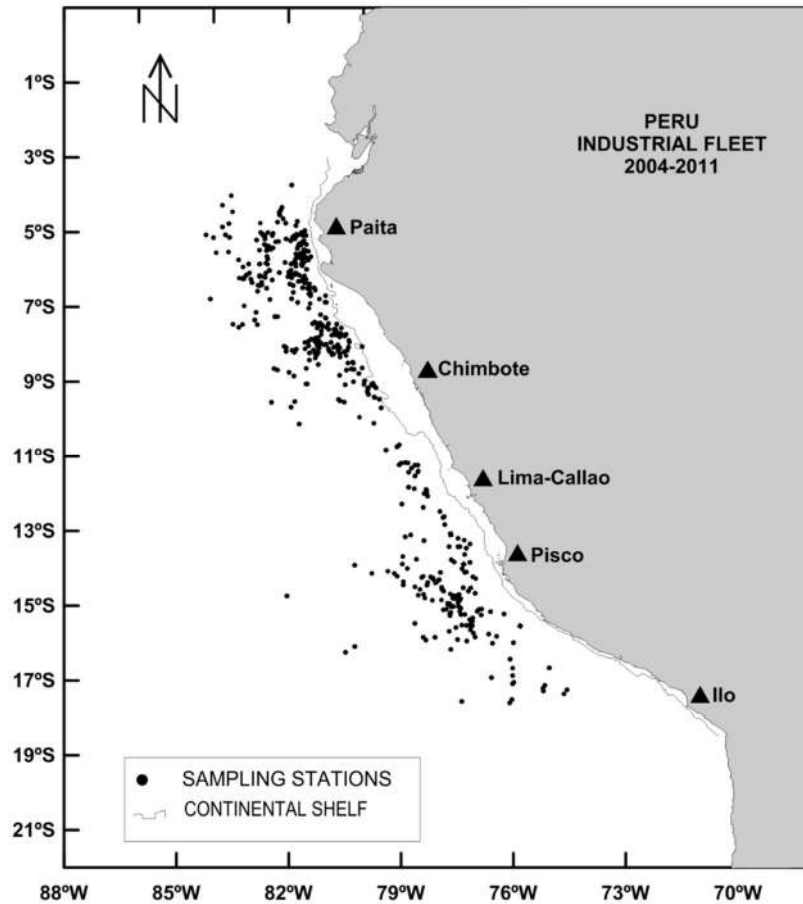 N
PERU
INDUSTRIAL FLEET
2004-2011
1ºS
3ºS
5ºS
7ºS
9ºS
11ºS
13ºS
15ºS
17ºS
19ºS
21ºS
Paita
Chimbote
Lima-Callao
Pisco
Ilo
SAMPLING STATIONS
CONTINENTAL SHELF
88ºW
85ºW
82ºW
79ºW
76ºW
73ºW
70ºW